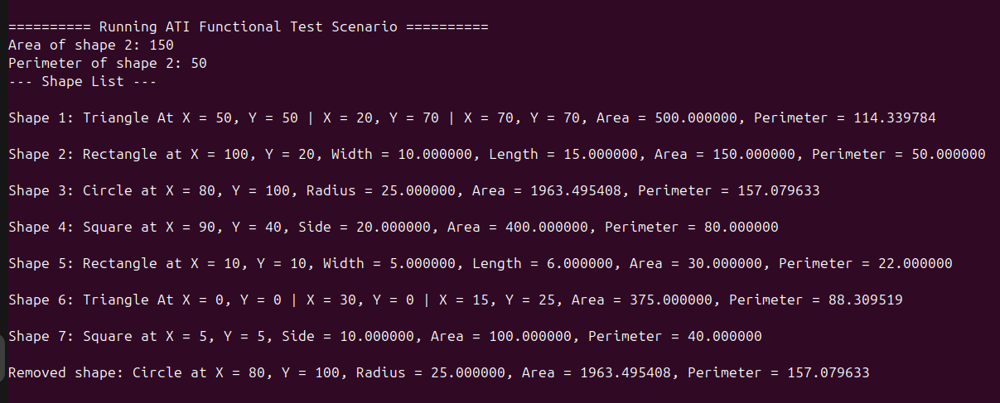 ========== Running ATI Functional Test Scenario ==========
Area of shape 2: 150
Perimeter of shape 2: 50
--- Shape List ---
Shape 1: Triangle At X = 50, Y = 50 | X = 20, Y = 70 | X = 70, Y = 70, Area = 500.000000, Perimeter = 114.339784
Shape 2: Rectangle at X = 100, Y = 20, Width = 10.000000, Length = 15.000000, Area = 150.000000, Perimeter = 50.000000
Shape 3: Circle at X = 80, Y = 100, Radius = 25.000000, Area = 1963.495408, Perimeter = 157.079633
Shape 4: Square at X = 90, Y = 40, Side = 20.000000, Area = 400.000000, Perimeter = 80.000000
Shape 5: Rectangle at X = 10, Y = 10, Width = 5.000000, Length = 6.000000, Area = 30.000000, Perimeter = 22.000000
Shape 6: Triangle At X = 0, Y = 0 | X = 30, Y = 0 | X = 15, Y = 25, Area = 375.000000, Perimeter = 88.309519
Shape 7: Square at X = 5, Y = 5, Side = 10.000000, Area = 100.000000, Perimeter = 40.000000
Removed shape: Circle at X = 80, Y = 100, Radius = 25.000000, Area = 1963.495408, Perimeter = 157.079633